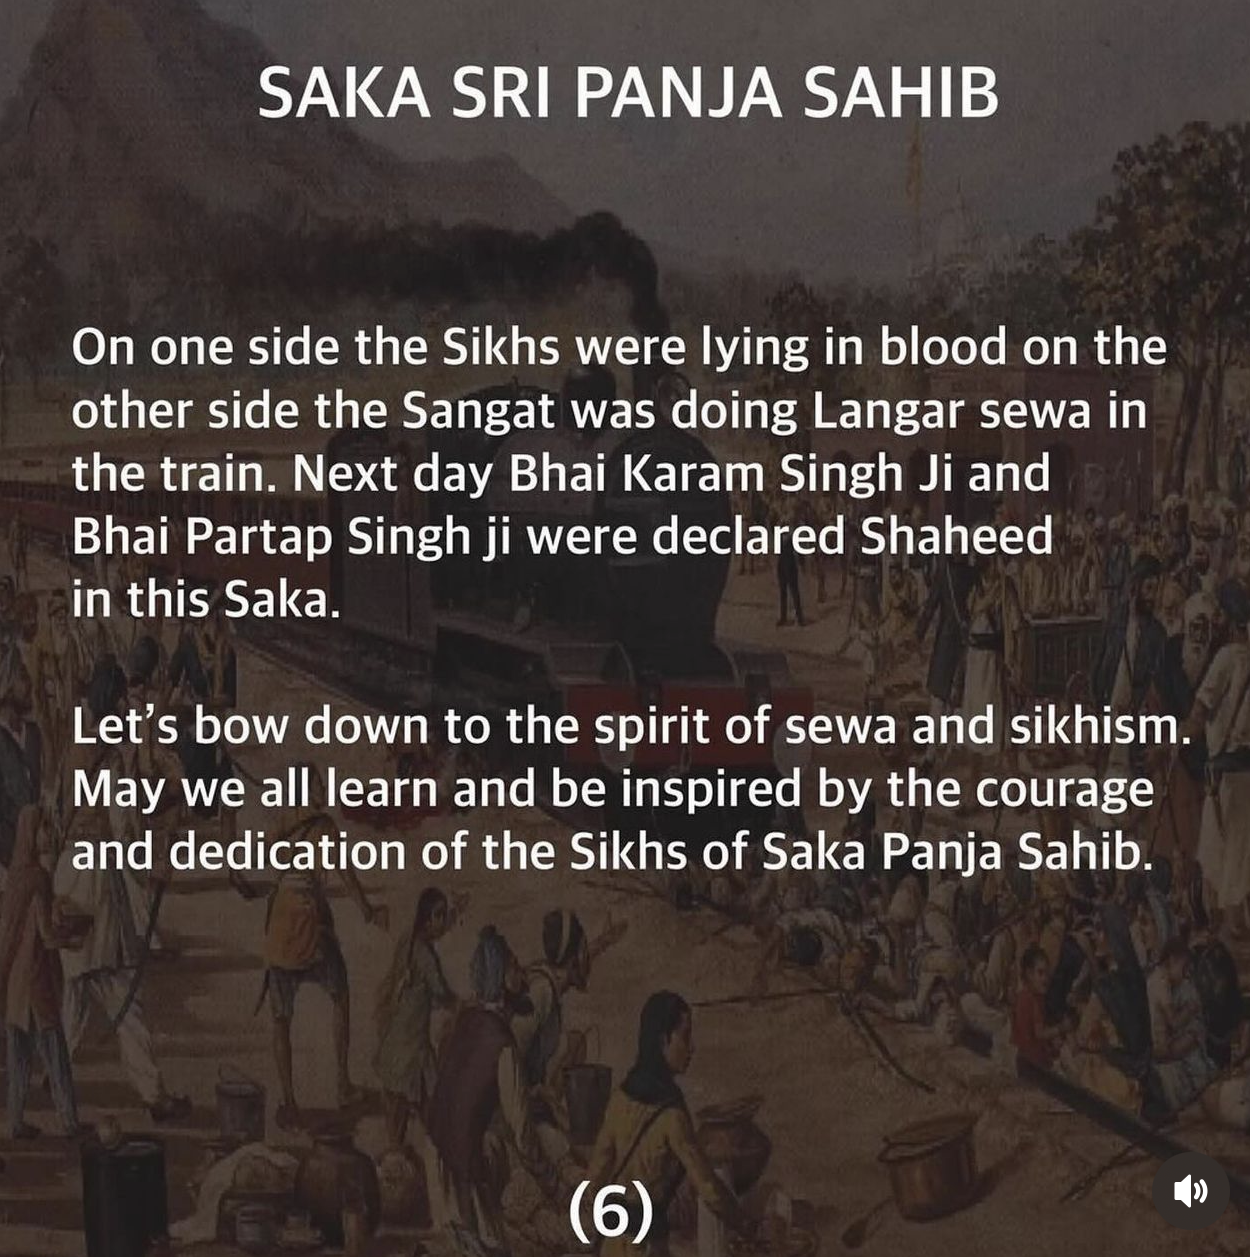 SAKA SRI PANJA SAHIB
On one side the Sikhs were lying in blood on the
other side the Sangat was doing Langar sewa in
the train. Next day Bhai Karam Singh Ji and
Bhai Partap Singh ji were declared Shaheed
in this Saka.
Let’s bow down to the spirit of sewa and sikhism.
May we all learn and be inspired by the courage
and dedication of the Sikhs of Saka Panja Sahib.
(6)